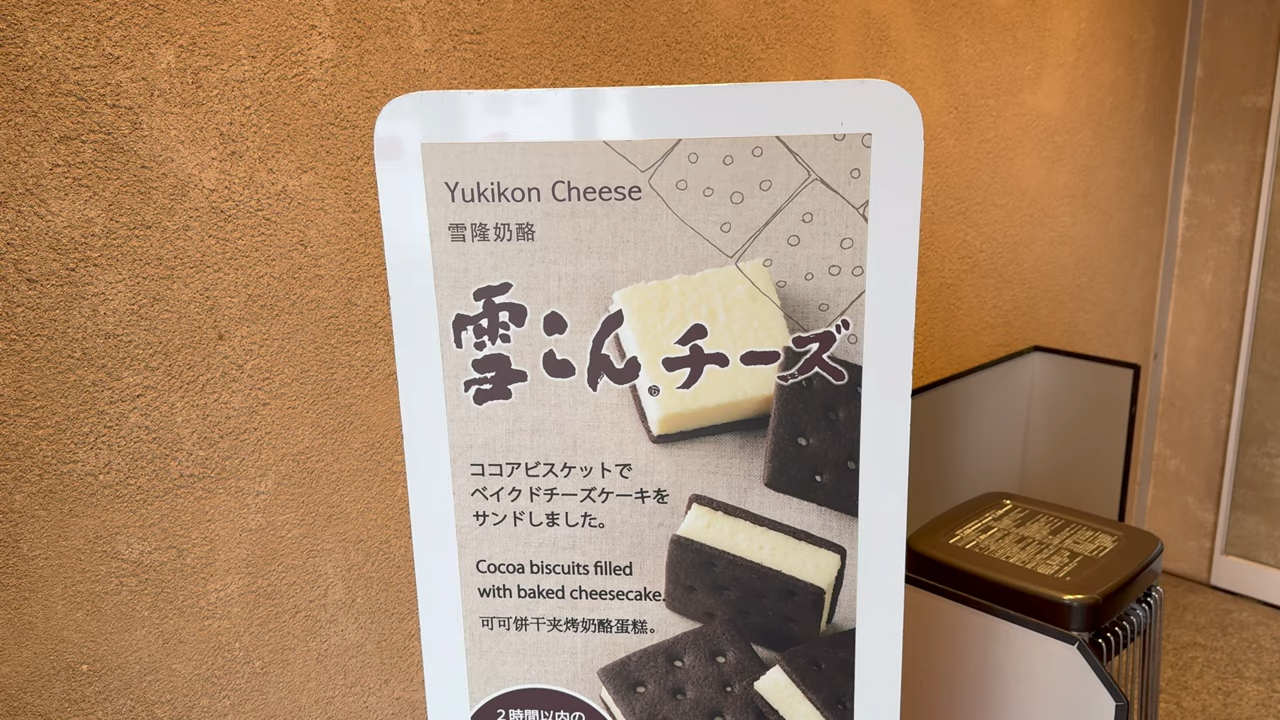 Yukikon Cheese
雪隆奶酪
雪こん チーズ
ココアビスケットで
ベイクドチーズケーキを
サンドしました。
Cocoa biscuits filled
with baked cheesecake.
可可饼干夹烤奶酪蛋糕。
2時間以内の